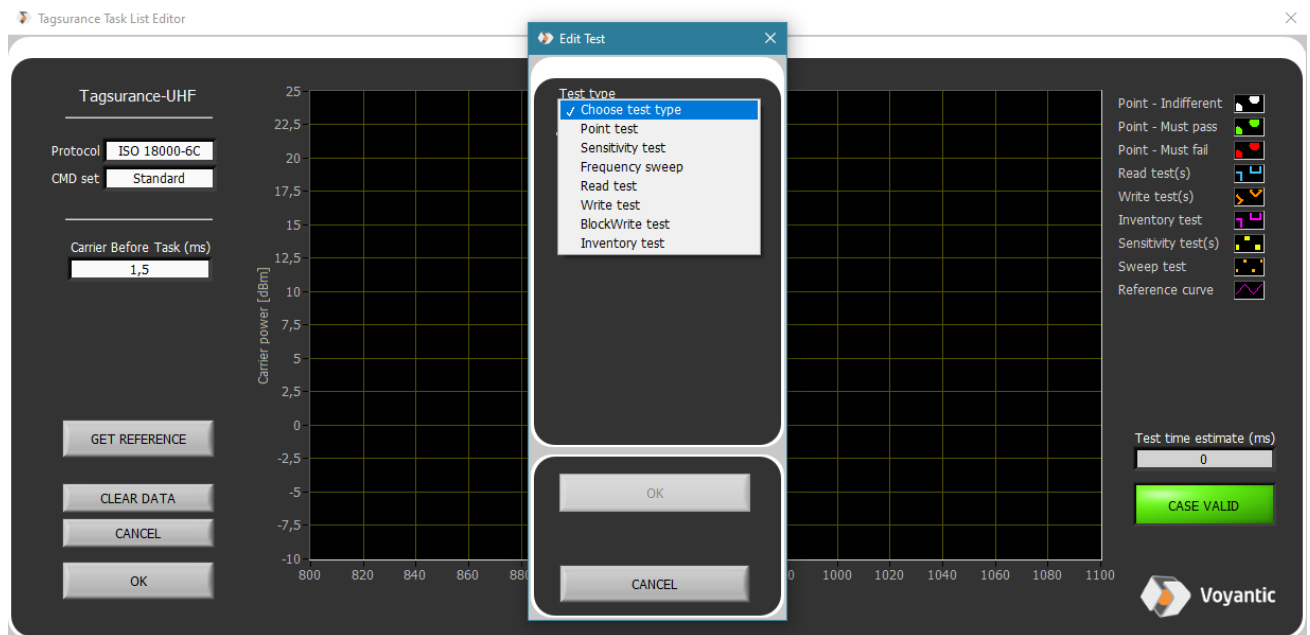 Tagsurance Task List Editor
Tagsurance-UHF
Protocol ISO 18000-6C
CMD set Standard
Carrier Before Task (ms)
1,5
GET REFERENCE
CLEAR DATA
CANCEL
OK
Carrier power [dBm]
25
22,5
20
17,5
15
12,5
10
7,5
5
2,5
0
-2,5
-5
-7,5
-10
800 820 840 860 1000 1020 1040 1060 1080 1100
Edit Test
Test type
Choose test type
Point test
Sensitivity test
Frequency sweep
Read test
Write test
BlockWrite test
Inventory test
OK
CANCEL
Point - Indifferent
Point - Must pass
Point - Must fail
Read test(s)
Write test(s)
Inventory test
Sensitivity test(s)
Sweep test
Reference curve
Test time estimate (ms)
0
CASE VALID
Voyantic